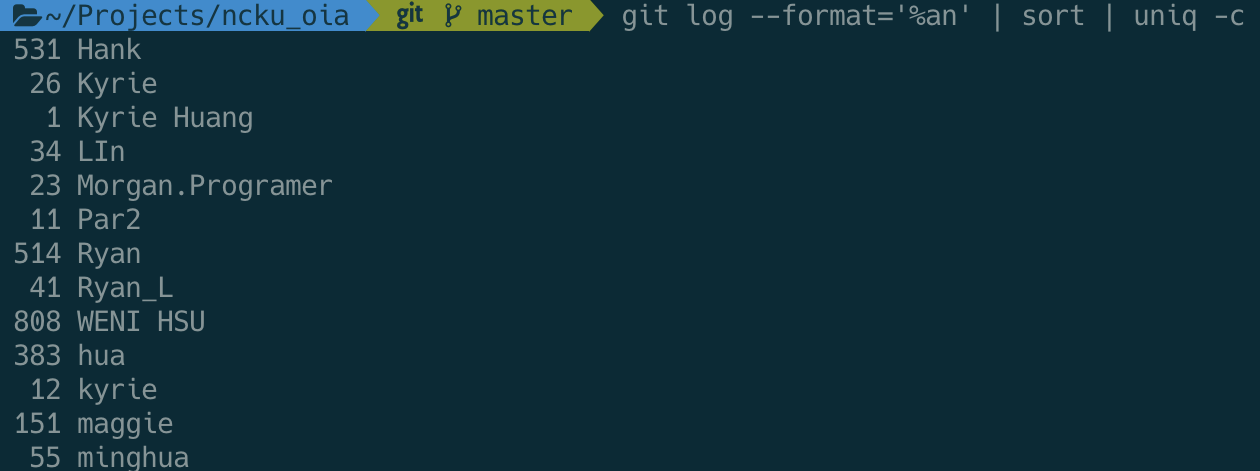 ~/Projects/ncku_oia git master git log --format='%an' | sort | uniq -c
531 Hank
26 Kyrie
1 Kyrie Huang
34 LIn
23 Morgan.Programer
11 Par2
514 Ryan
41 Ryan_L
808 WENI HSU
383 hua
12 kyrie
151 maggie
55 minghua